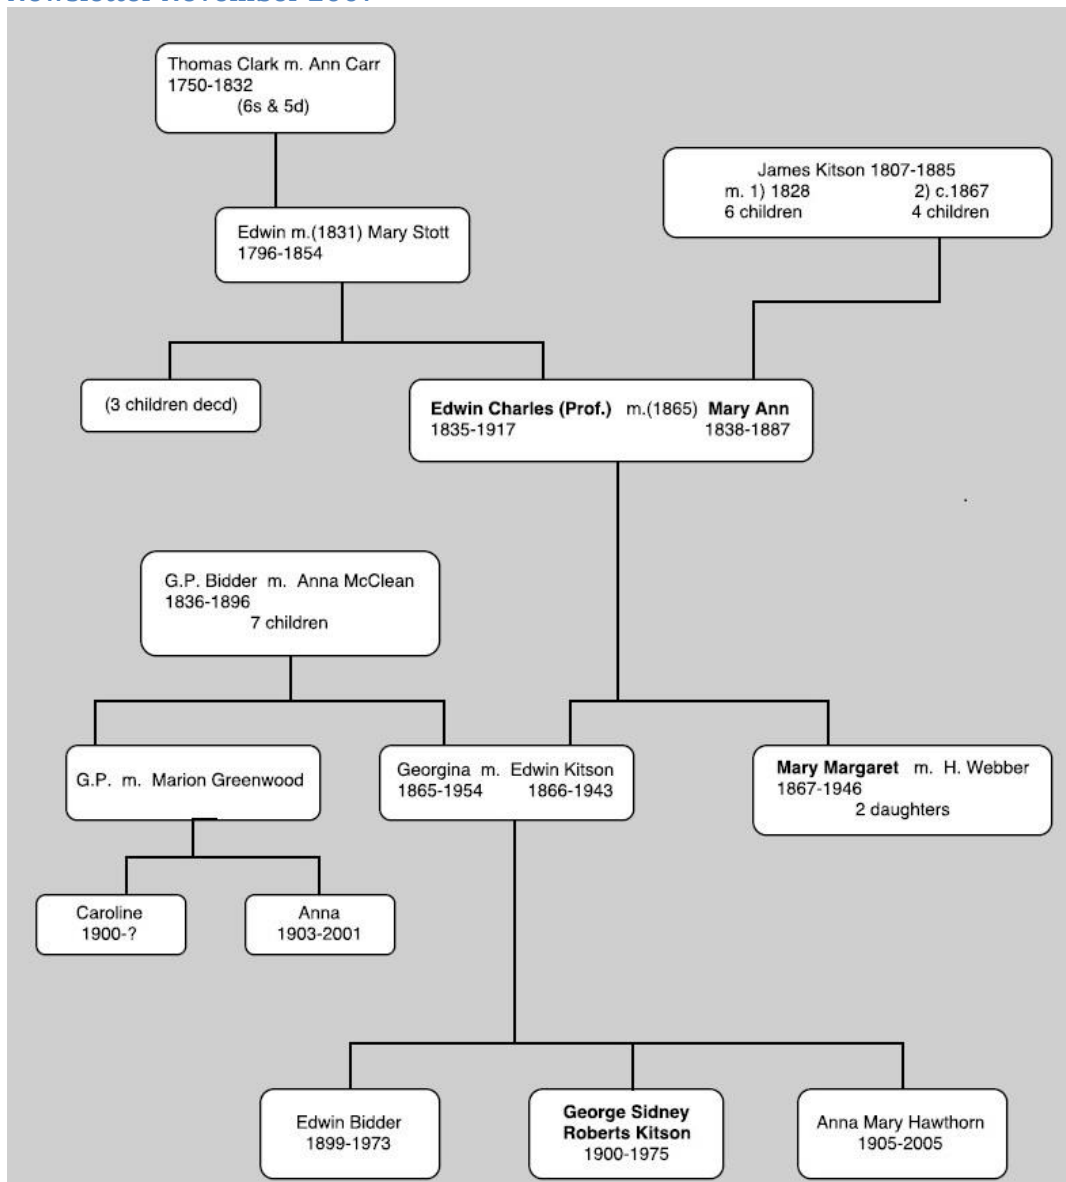 Newsletter November 2007
Thomas Clark m. Ann Carr
1750-1832
(6s & 5d)
James Kitson 1807-1885
m. 1) 1828 2) c.1867
6 children 4 children
Edwin m.(1831) Mary Stott
1796-1854
(3 children decd)
Edwin Charles (Prof.) m.(1865) Mary Ann
1835-1917 1838-1887
G.P. Bidder m. Anna McClean
1836-1896
7 children
G.P. m. Marion Greenwood
Georgina m. Edwin Kitson
1865-1954 1866-1943
Mary Margaret m. H. Webber
1867-1946
2 daughters
Caroline
1900-?
Anna
1903-2001
Edwin Bidder
1899-1973
George Sidney
Roberts Kitson
1900-1975
Anna Mary Hawthorn
1905-2005